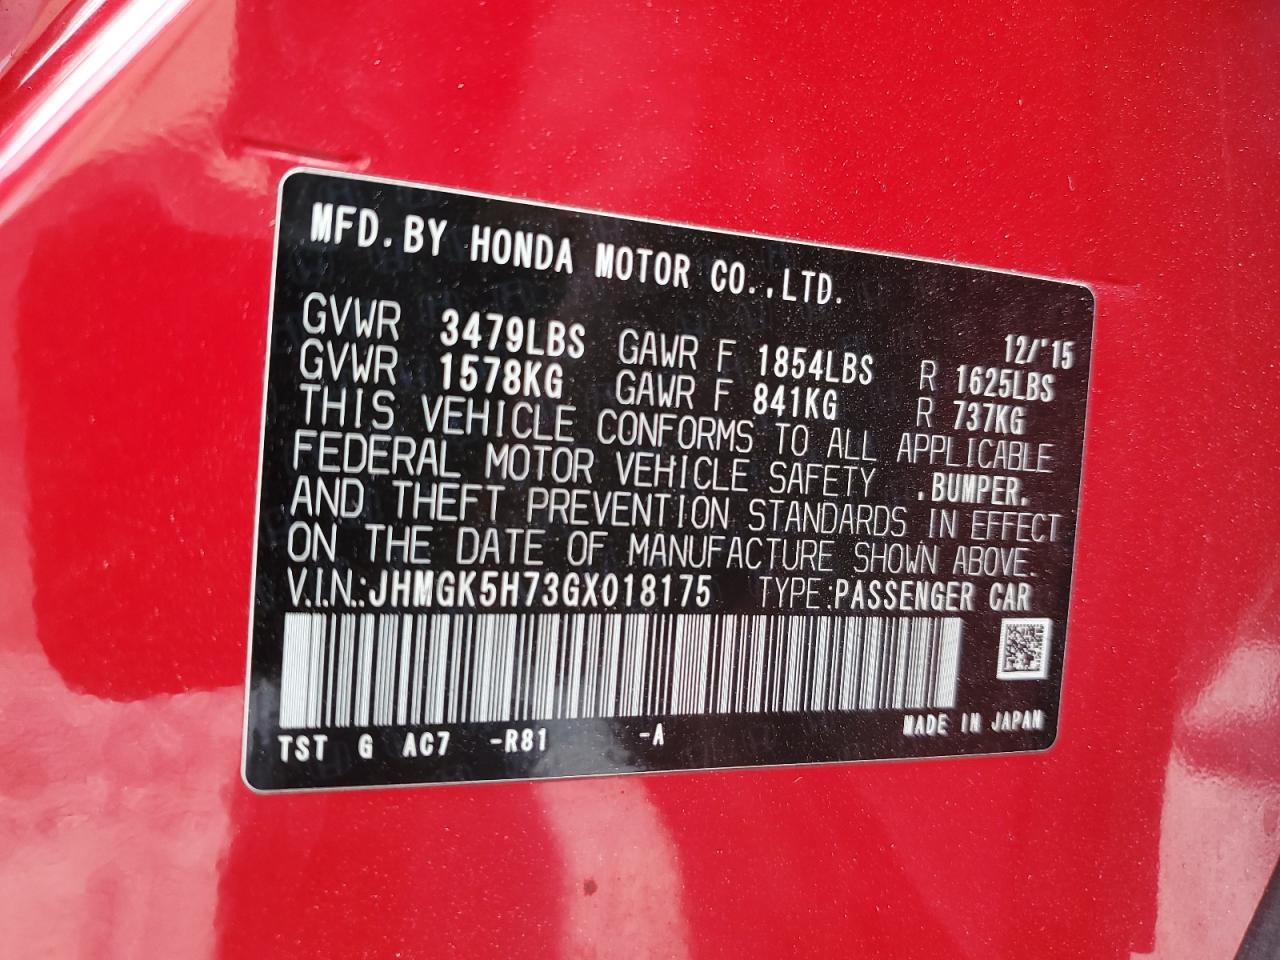 MFD. BY HONDA MOTOR CO., LTD.
12/'15
GVWR 3479LBS GAWR F 1854LBS R 1625LBS
GVWR 1578KG GAWR F 841KG R 737KG
THIS VEHICLE CONFORMS TO ALL APPLICABLE
FEDERAL MOTOR VEHICLE SAFETY , BUMPER,
AND THEFT PREVENTION STANDARDS IN EFFECT
ON THE DATE OF MANUFACTURE SHOWN ABOVE.
V.I.N.: JHMGK5H73GX018175 TYPE: PASSENGER CAR
MADE IN JAPAN
TST G AC7 -R81 -A